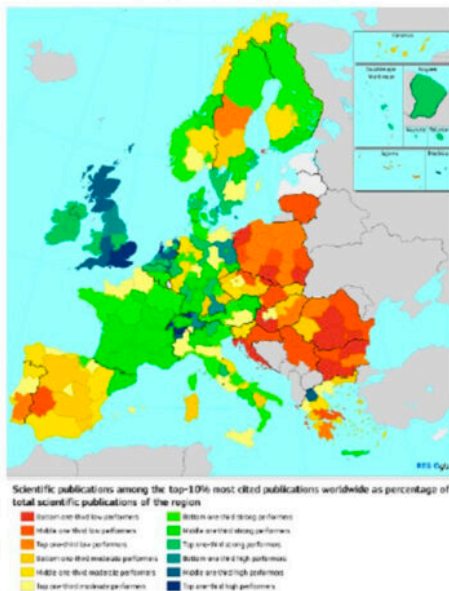 Scientific publications among the top-10% most cited publications worldwide as percentage of
total scientific publications of the region
Bottom one-third low performers
Middle one-third low performers
Top one-third low performers
Bottom one-third moderate performers
Middle one-third moderate performers
Top one-third moderate performers
Bottom one-third strong performers
Middle one-third strong performers
Top one-third strong performers
Bottom one-third high performers
Middle one-third high performers
Top one-third high performers